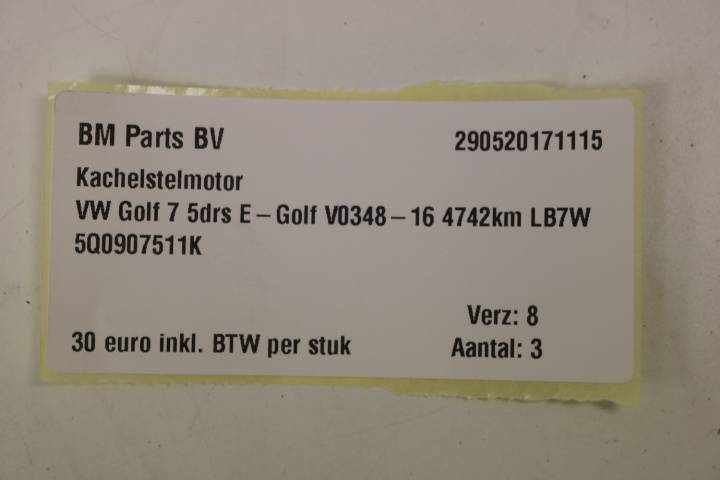 BM Parts BV 290520171115
Kachelstelmotor
VW Golf 7 5drs E – Golf V0348 – 16 4742km LB7W
5Q0907511K
Verz: 8
30 euro inkl. BTW per stuk Aantal: 3